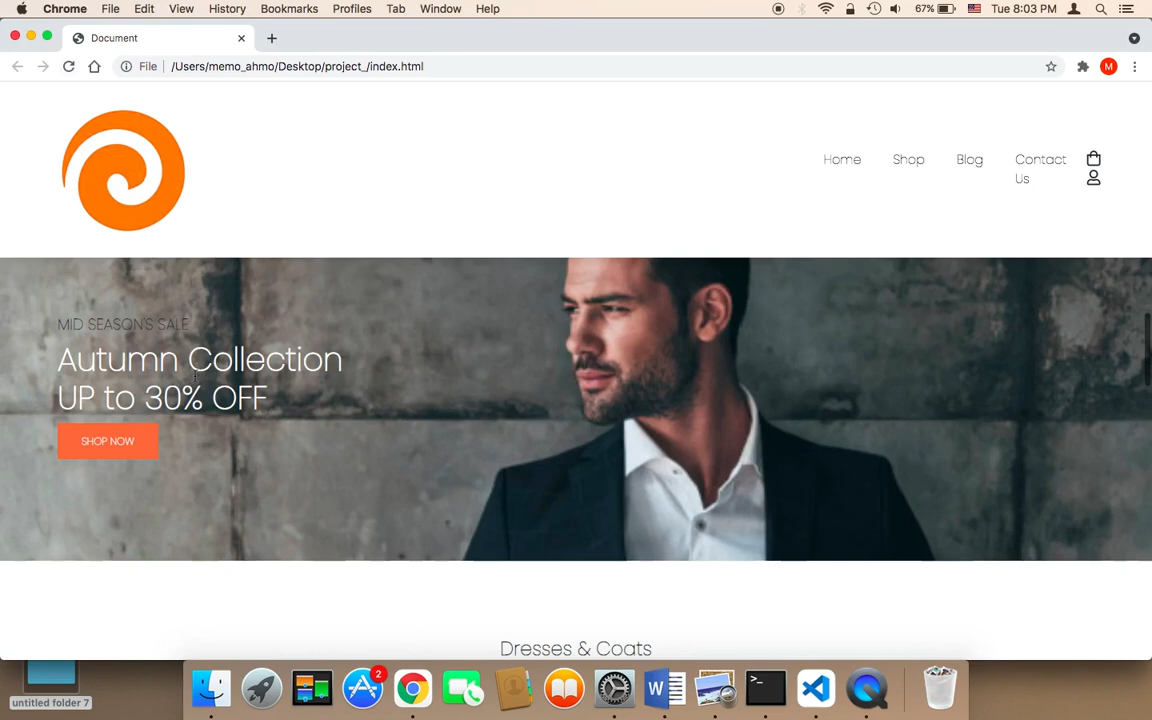 Chrome File Edit View History Bookmarks Profiles Tab Window Help 67% Tue 8:03 PM
Document
File /Users/memo_ahmo/Desktop/project_/index.html M
Home Shop Blog Contact Us
MID SEASON'S SALE
Autumn Collection
UP to 30% OFF
SHOP NOW
Dresses & Coats
2
W
>_
untitled folder 7